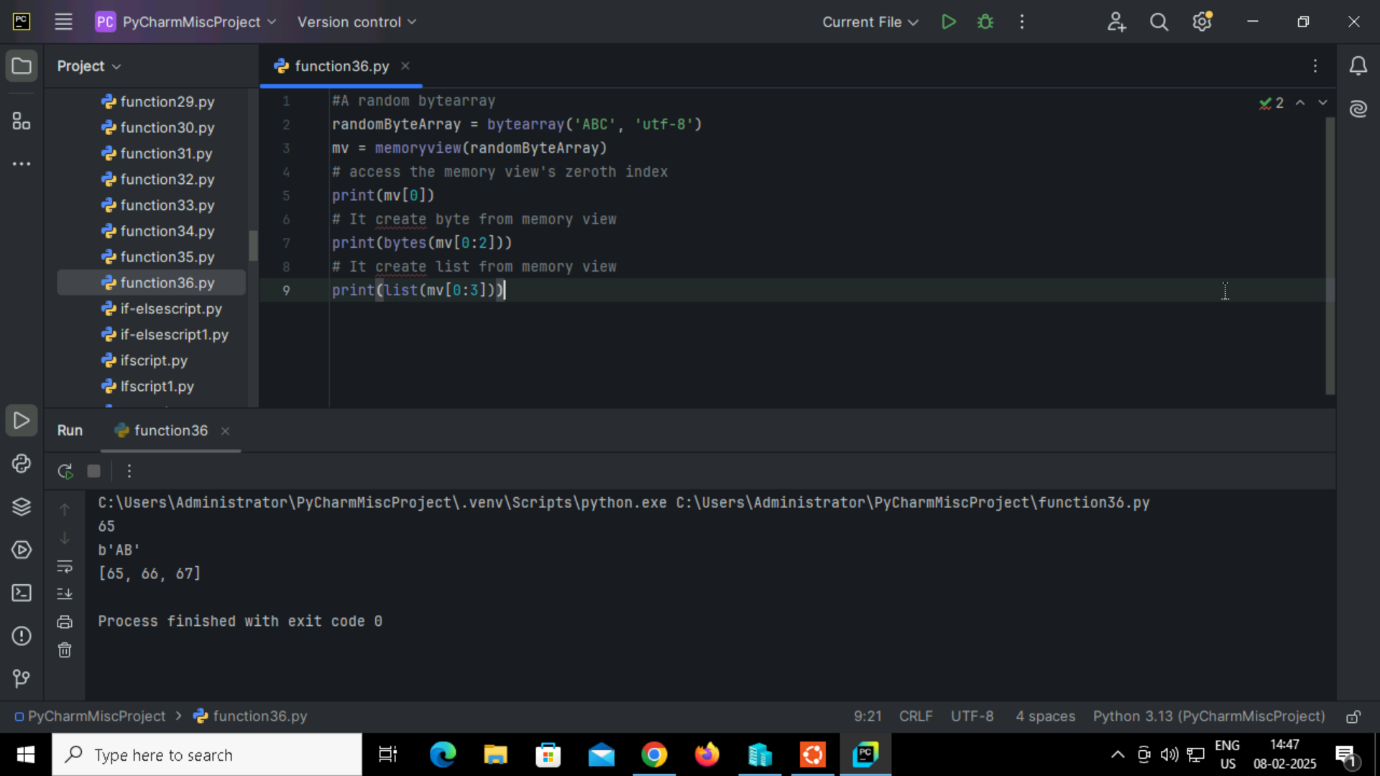 PC PyCharmMiscProject Version control Current File
Project function36.py
function29.py
function30.py
function31.py
function32.py
function33.py
function34.py
function35.py
function36.py
if-elsescript.py
if-elsescript1.py
ifscript.py
Ifscript1.py
1 #A random bytearray
2 randomByteArray = bytearray('ABC', 'utf-8')
3 mv = memoryview(randomByteArray)
4 # access the memory view's zeroth index
5 print(mv[0])
6 # It create byte from memory view
7 print(bytes(mv[0:2]))
8 # It create list from memory view
9 print(list(mv[0:3]))
2
Run function36
C:\Users\Administrator\PyCharmMiscProject\.venv\Scripts\python.exe C:\Users\Administrator\PyCharmMiscProject\function36.py
65
b'AB'
[65, 66, 67]
Process finished with exit code 0
PyCharmMiscProject > function36.py 9:21 CRLF UTF-8 4 spaces Python 3.13 (PyCharmMiscProject)
Type here to search
PC
ENG
US
14:47
08-02-2025
1